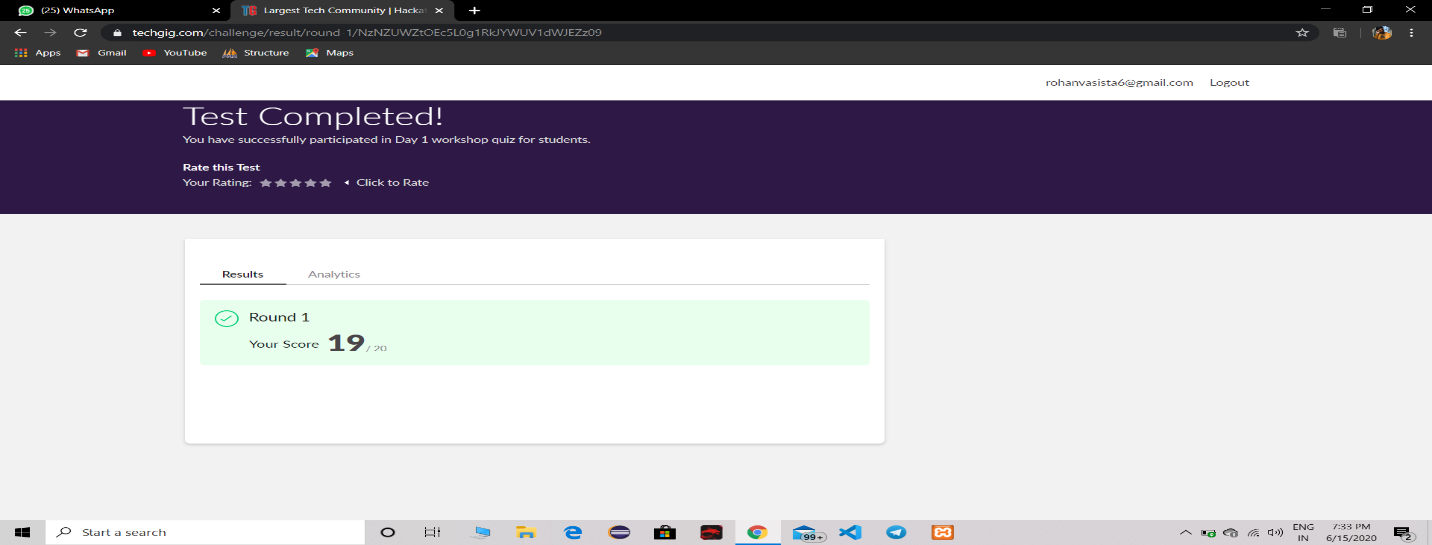 (25) WhatsApp
Largest Tech Community | Hacka
techgig.com/challenge/result/round-1/NzNZUWZtOEc5L0g1RkJYWUV1dWJEZz09
Apps Gmail YouTube Structure Maps
rohanvasista6@gmail.com Logout
Test Completed!
You have successfully participated in Day 1 workshop quiz for students.
Rate this Test
Your Rating: Click to Rate
Results Analytics
Round 1
Your Score 19 / 20
Start a search
99+
ENG
IN
7:33 PM
6/15/2020
2